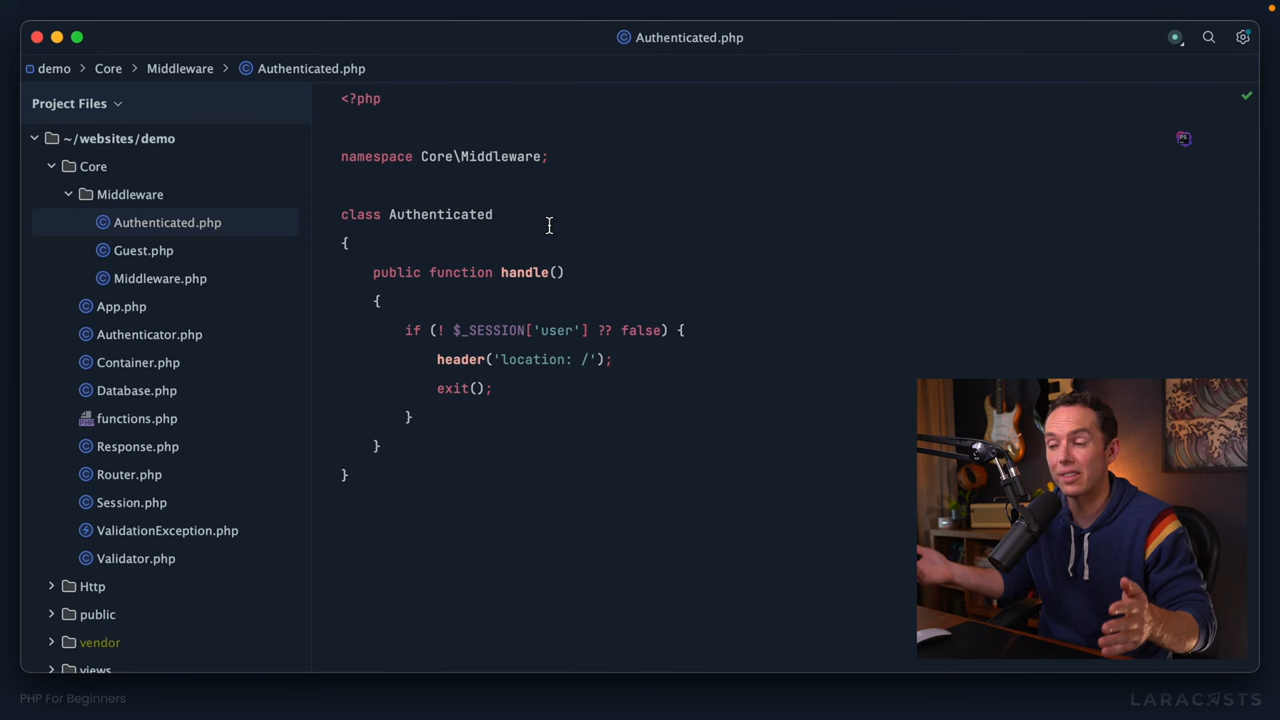 Authenticated.php
demo > Core > Middleware > Authenticated.php
Project Files
~/websites/demo
Core
Middleware
Authenticated.php
Guest.php
Middleware.php
App.php
Authenticator.php
Container.php
Database.php
functions.php
Response.php
Router.php
Session.php
ValidationException.php
Validator.php
Http
public
vendor
views
<?php
namespace Core\Middleware;
class Authenticated
{
public function handle()
{
if (! $_SESSION['user'] ?? false) {
header('location: /');
exit();
}
}
}
PS
PHP For Beginners
LARACASTS